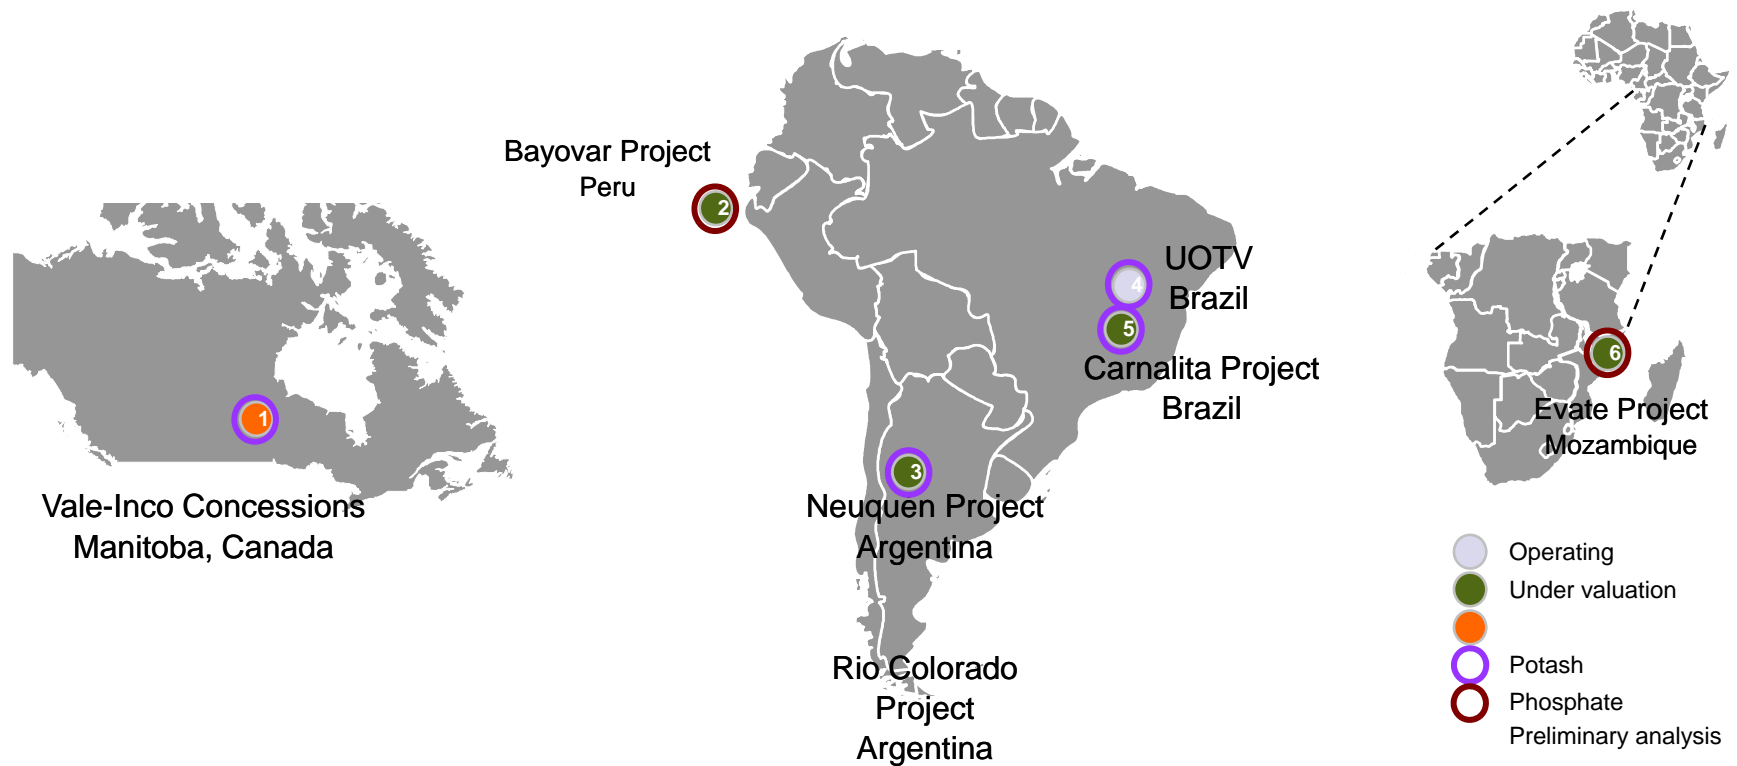 Bayovar Project
Peru
2
UOTV
Brazil
4
5
Carnalita Project
Brazil
1
Vale-Inco Concessions
Manitoba, Canada
3
Neuquen Project
Argentina
Rio Colorado
Project
Argentina
6
Evate Project
Mozambique
Operating
Under valuation
Potash
Phosphate
Preliminary analysis